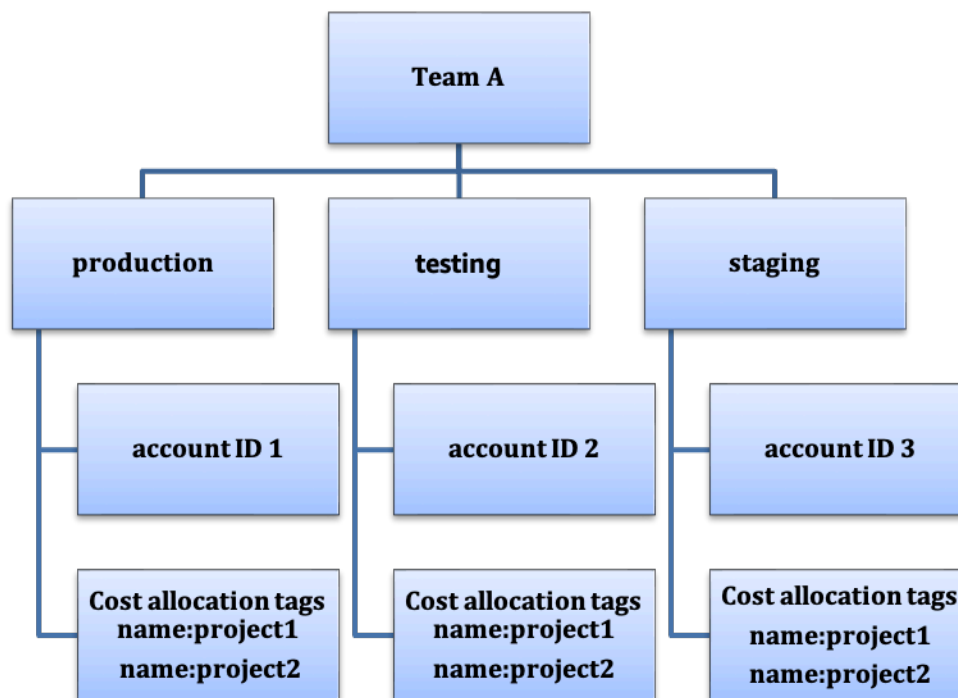 Team A
production
testing
staging
account ID 1
account ID 2
account ID 3
Cost allocation tags
name:project1
name:project2
Cost allocation tags
name:project1
name:project2
Cost allocation tags
name:project1
name:project2